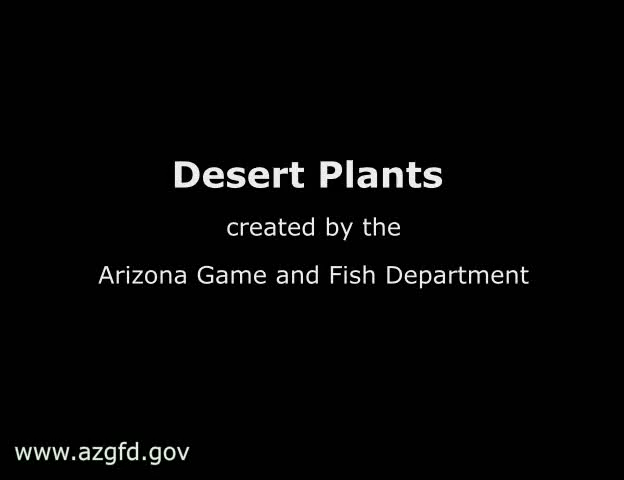 Desert Plants
created by the
Arizona Game and Fish Department
www.azgfd.gov